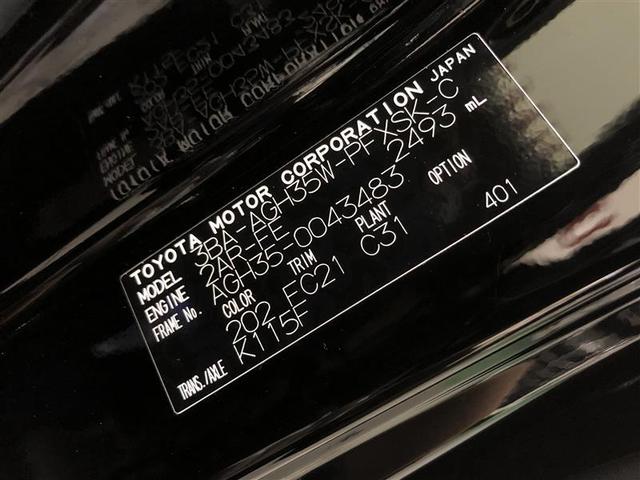 TOYOTA MOTOR CORPORATION JAPAN
MODEL 3BA-AGH35W-PFXSK-C
ENGINE 2AR-FE 2493 mL
FRAME No. AGH35-0043483
COLOR TRIM PLANT OPTION
202 FC21 C31 401
TRANS./AXLE K115F